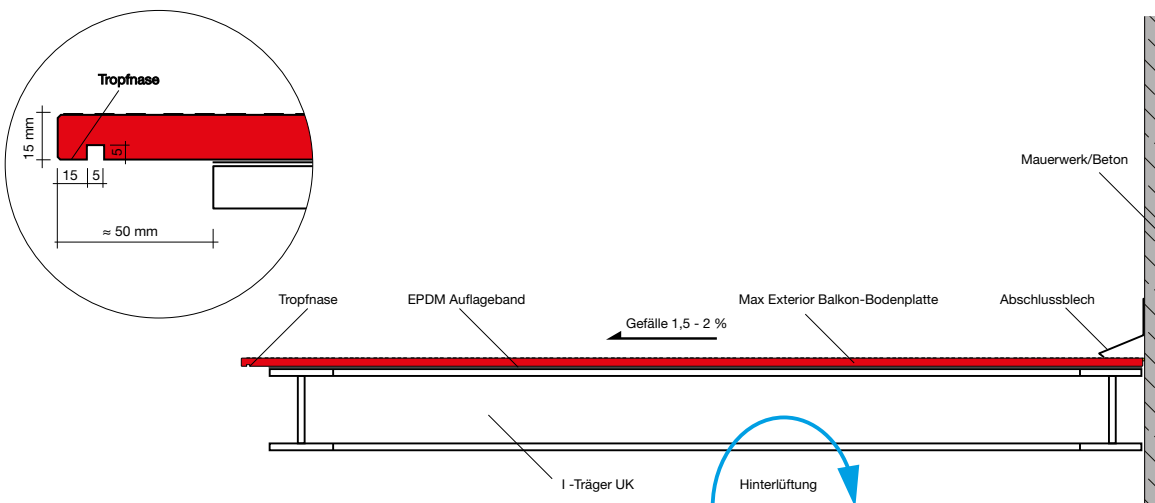 Tropfnase
15 mm
5
15
5
≈ 50 mm
Mauerwerk/Beton
Tropfnase
EPDM Auflageband
Max Exterior Balkon-Bodenplatte
Abschlussblech
Gefälle 1,5 - 2 %
I -Träger UK
Hinterlüftung